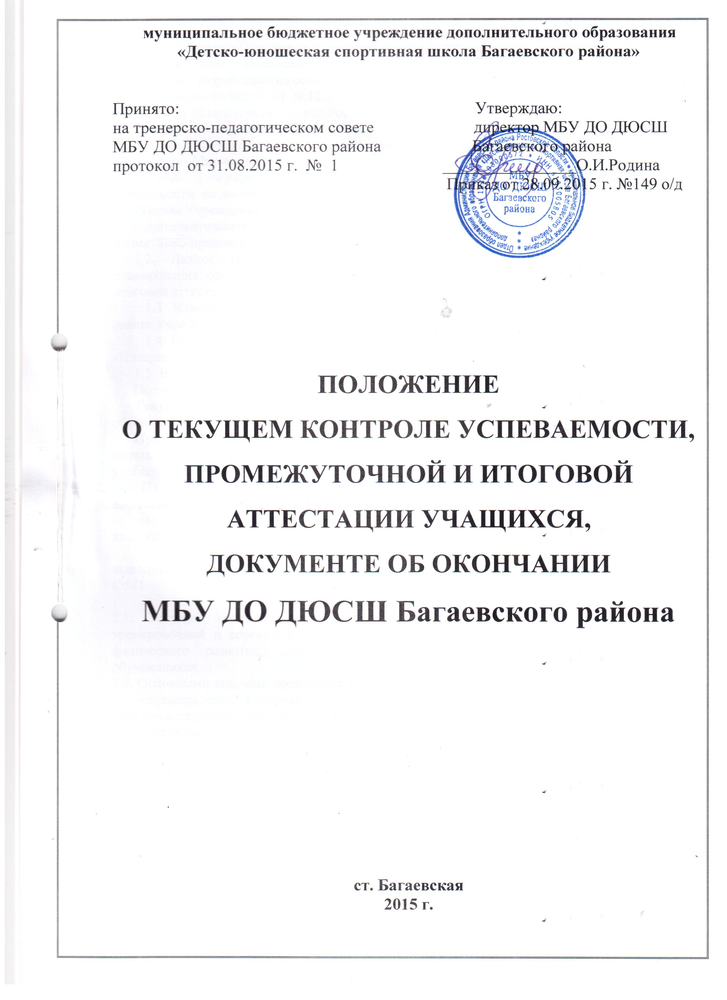 муниципальное бюджетное учреждение дополнительного образования
«Детско-юношеская спортивная школа Багаевского района»
Принято:
на тренерско-педагогическом совете
МБУ ДО ДЮСШ Багаевского района
протокол от 31.08.2015 г. № 1
Утверждаю:
директор МБУ ДО ДЮСШ
Багаевского района
О.И.Родина
Приказ от 28.09.2015 г. №149 о/д
МБУ
ДО ДЮСШ
Багаевского
района
ПОЛОЖЕНИЕ
О ТЕКУЩЕМ КОНТРОЛЕ УСПЕВАЕМОСТИ,
ПРОМЕЖУТОЧНОЙ И ИТОГОВОЙ
АТТЕСТАЦИИ УЧАЩИХСЯ,
ДОКУМЕНТЕ ОБ ОКОНЧАНИИ
МБУ ДО ДЮСШ Багаевского района
ст. Багаевская
2015 г.